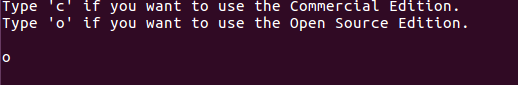 Type 'c' if you want to use the Commercial Edition.
Type 'o' if you want to use the Open Source Edition.
o